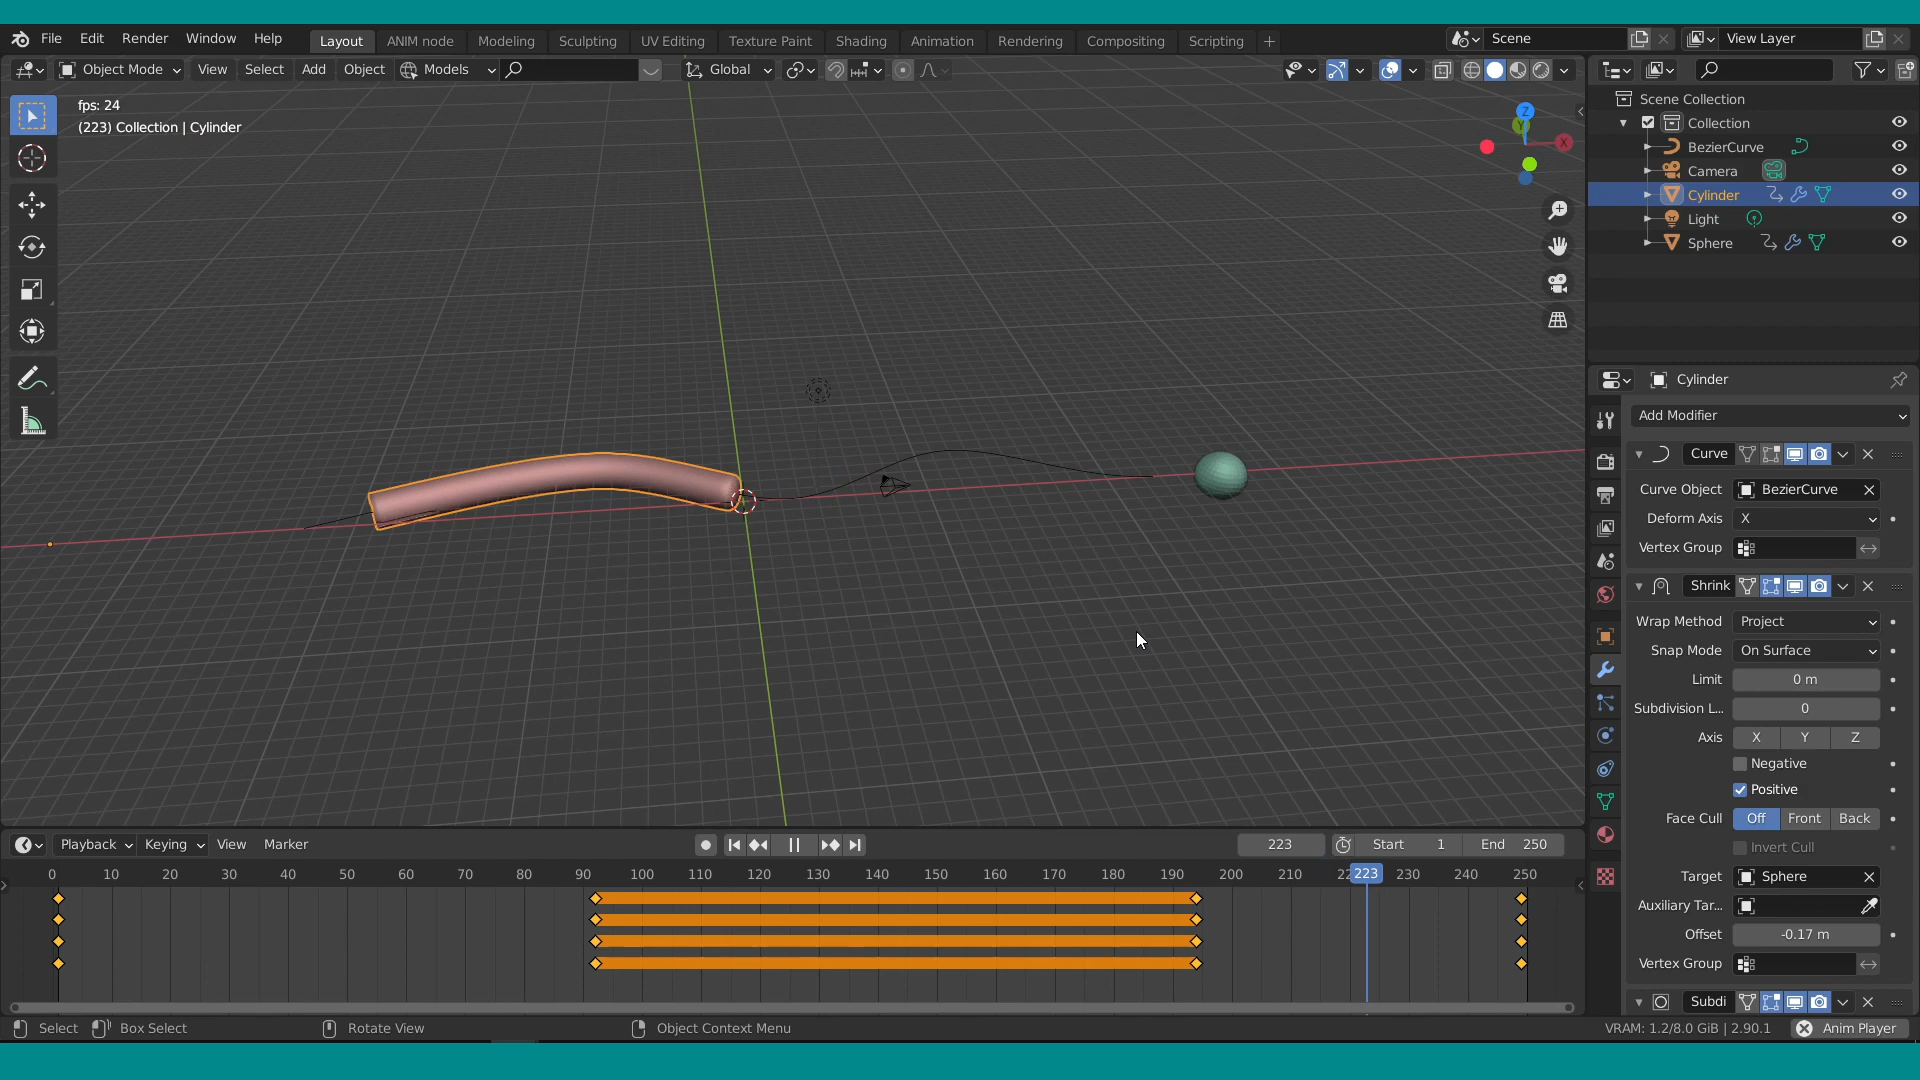 File Edit Render Window Help Layout ANIM node Modeling Sculpting UV Editing Texture Paint Shading Animation Rendering Compositing Scripting + Scene View Layer
Object Mode View Select Add Object Models Global
fps: 24
(223) Collection | Cylinder
Z
Y
X
Scene Collection
Collection
BezierCurve
Camera
Cylinder
Light
Sphere
Cylinder
Add Modifier
Curve
Curve Object BezierCurve
Deform Axis X
Vertex Group
Shrink
Wrap Method Project
Snap Mode On Surface
Limit 0 m
Subdivision L... 0
Axis X Y Z
Negative
Positive
Face Cull Off Front Back
Invert Cull
Target Sphere
Auxiliary Tar...
Offset -0.17 m
Vertex Group
Subdi
Playback Keying View Marker 223 Start 1 End 250
0 10 20 30 40 50 60 70 80 90 100 110 120 130 140 150 160 170 180 190 200 210 22 223 230 240 250
Select Box Select Rotate View Object Context Menu VRAM: 1.2/8.0 GiB | 2.90.1 Anim Player